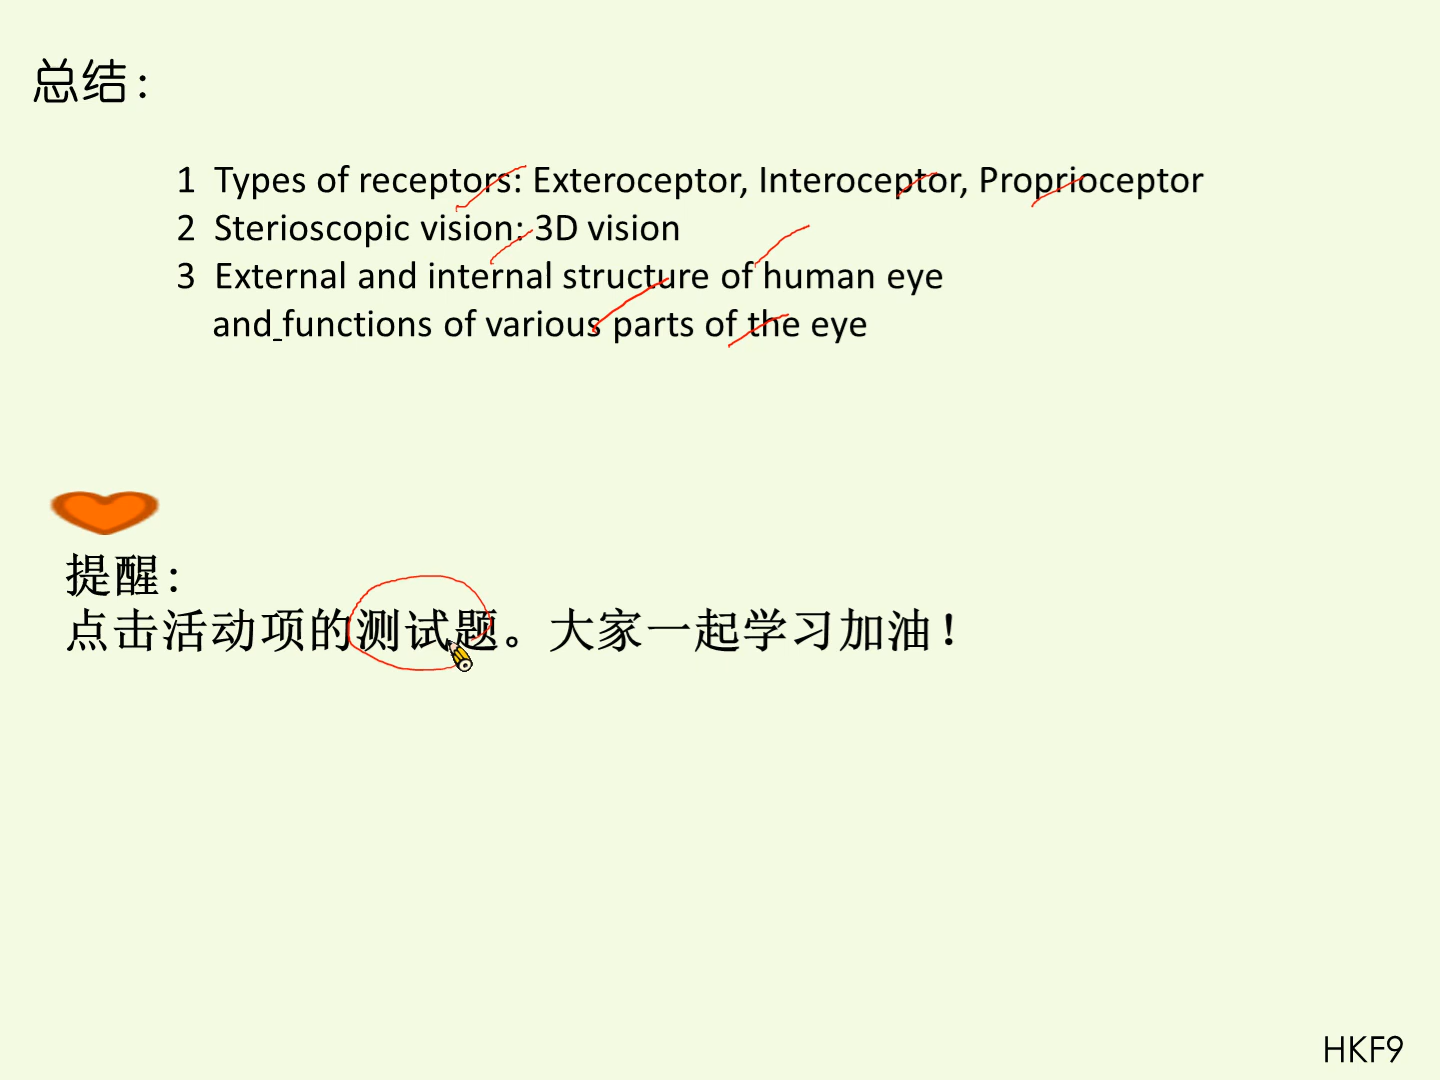 总结:
1 Types of receptors: Exteroceptor, Interoceptor, Proprioceptor
2 Sterioscopic vision: 3D vision
3 External and internal structure of human eye
and functions of various parts of the eye
提醒:
点击活动项的测试题。大家一起学习加油!
HKF9